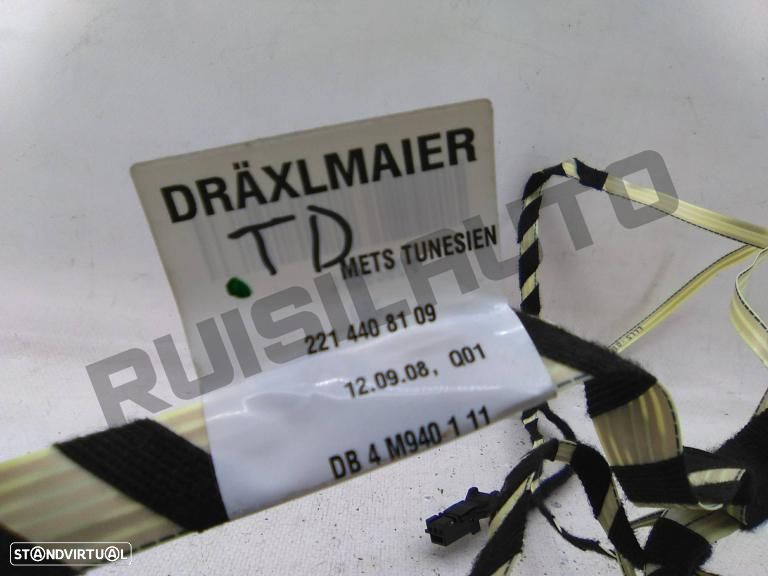 DRÄXLMAIER
TD
METS TUNESIEN
221 440 81 09
12.09.08, Q01
DB 4 M940 1 11
RUISILAUTO
STANDVIRTUAL